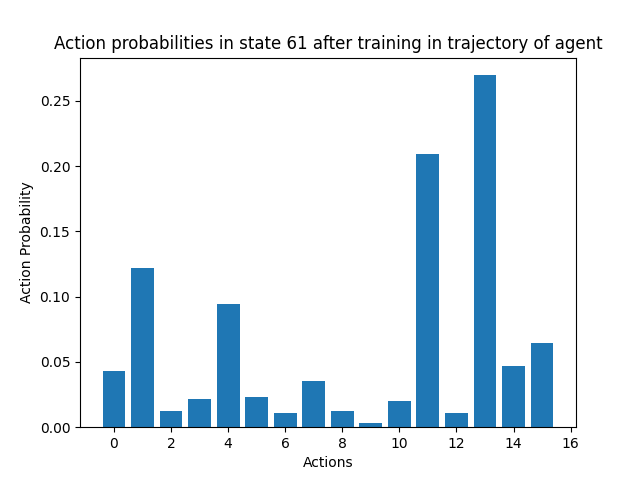 Action probabilities in state 61 after training in trajectory of agent
0.25
0.20
0.15
0.10
0.05
0.00
Action Probability
0 2 4 6 8 10 12 14 16
Actions